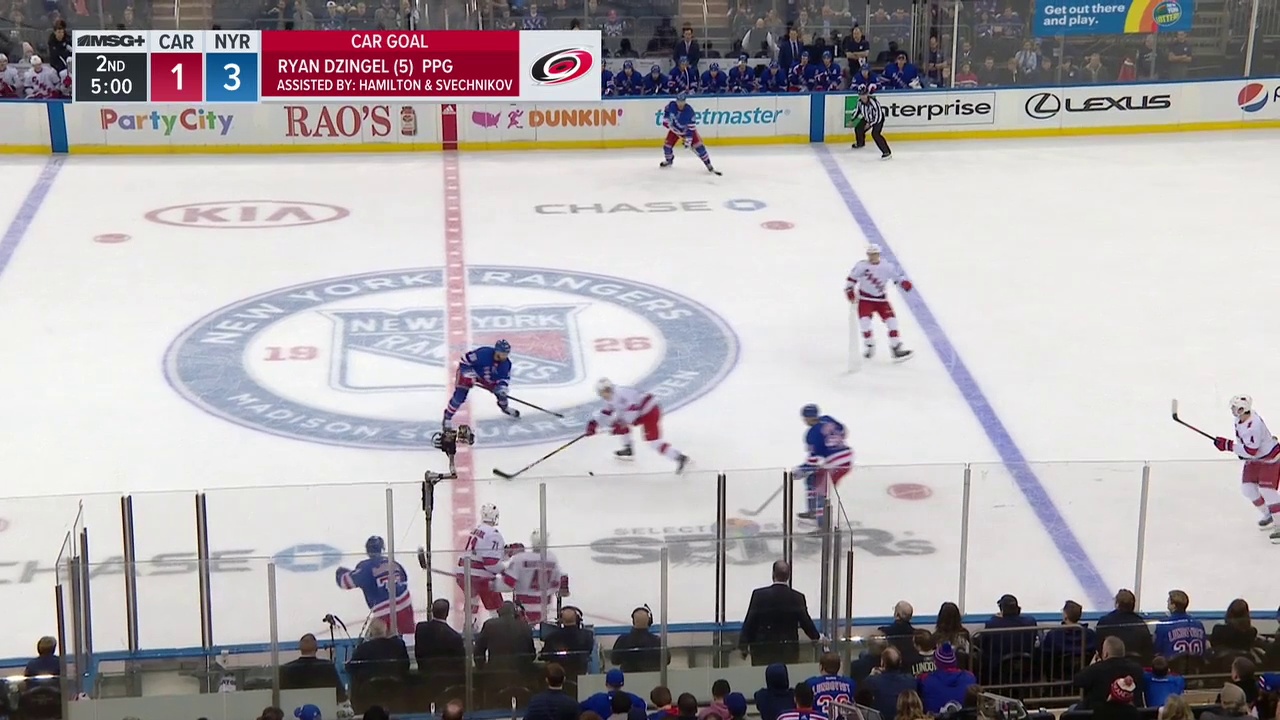 Get out there
and play.
MSG+ CAR NYR
2ND 1 3
5:00
CAR GOAL
RYAN DZINGEL (5) PPG
ASSISTED BY: HAMILTON & SVECHNIKOV
Party City
RAO'S
DUNKIN'
ticketmaster
enterprise
LEXUS
KIA
CHASE
NEW YORK RANGERS
NEW YORK
RANGERS
19 26
MADISON SQUARE GARDEN
4
CHASE
71